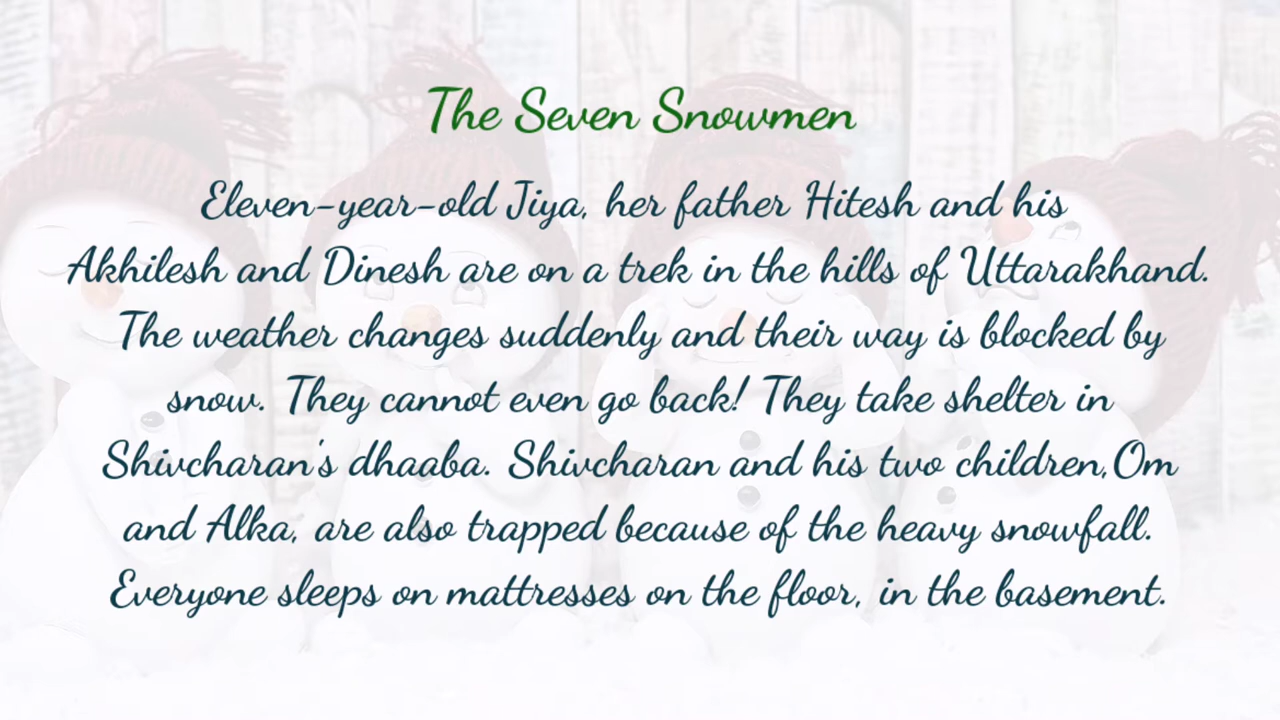 The Seven Snowmen
Eleven-year-old Jiya, her father Hitesh and his
Akhilesh and Dinesh are on a trek in the hills of Uttarakhand.
The weather changes suddenly and their way is blocked by
snow. They cannot even go back! They take shelter in
Shivcharan's dhaaba. Shivcharan and his two children,Om
and Alka, are also trapped because of the heavy snowfall.
Everyone sleeps on mattresses on the floor, in the basement.